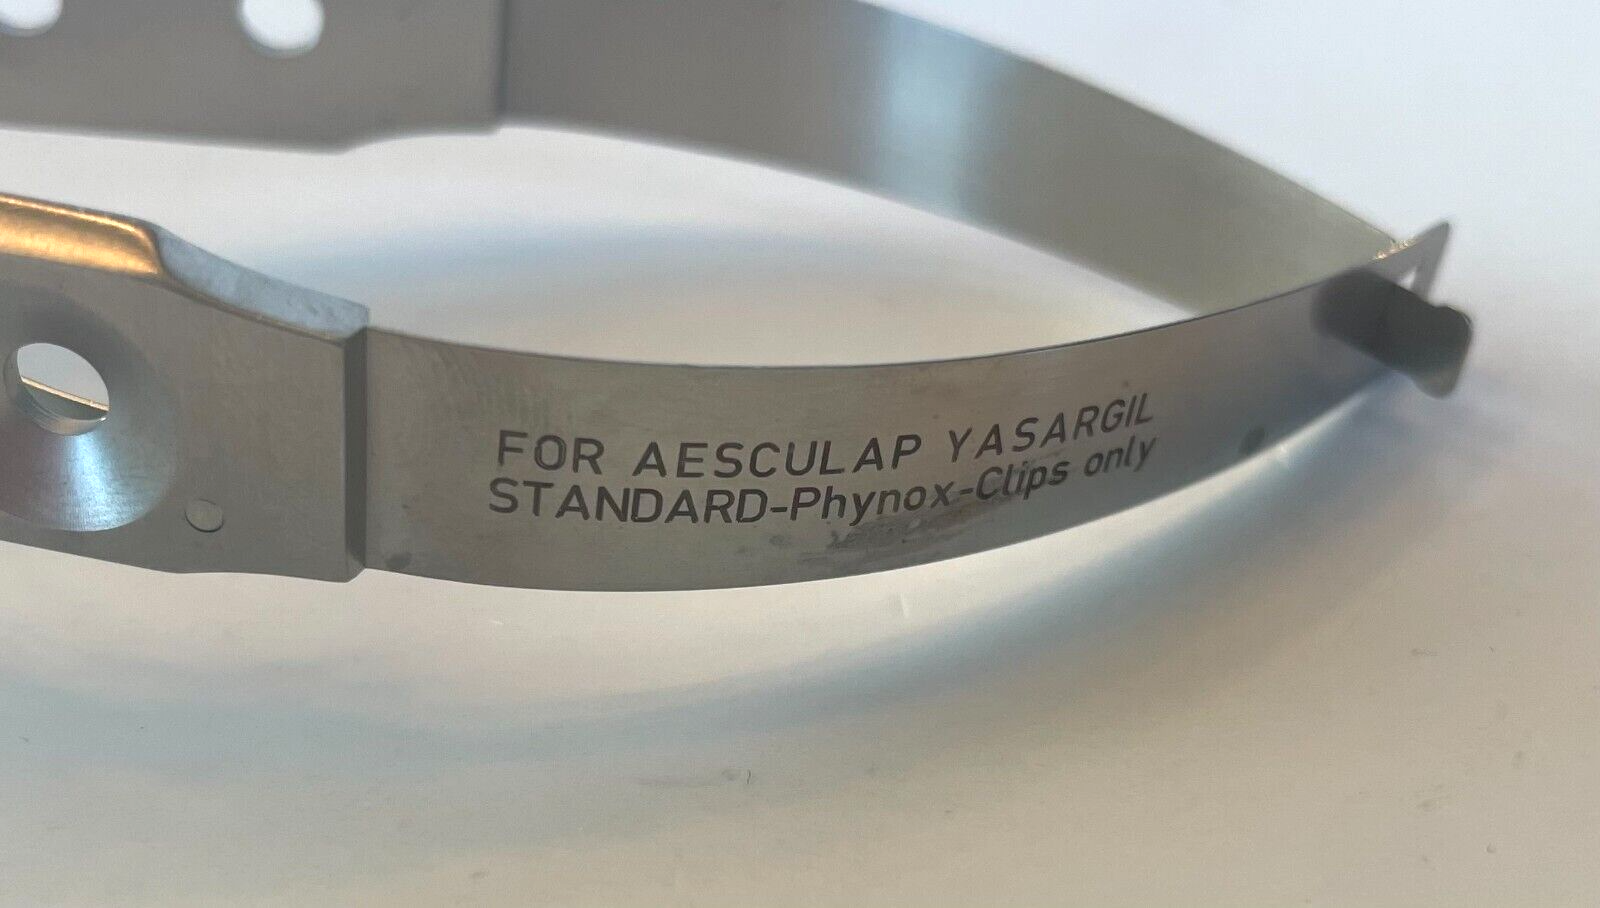 FOR AESCULAP YASARGIL
STANDARD-Phynox-Clips only